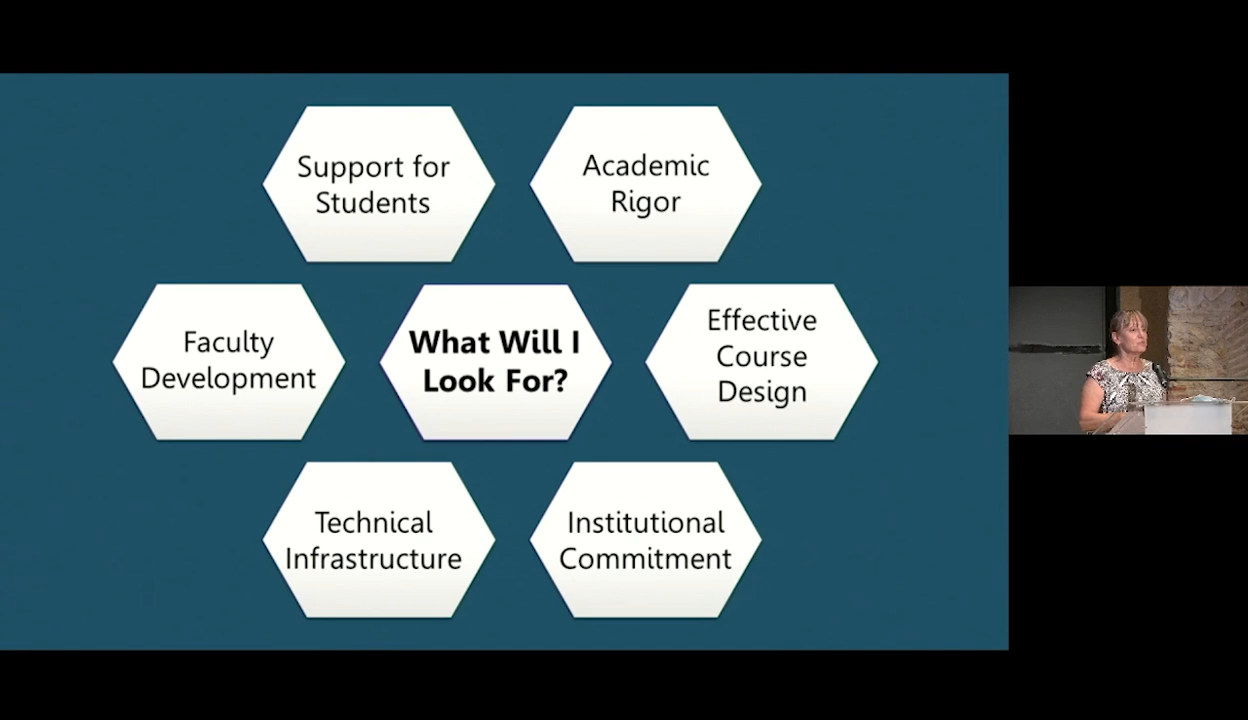 Support for
Students
Academic
Rigor
Faculty
Development
What Will I
Look For?
Effective
Course
Design
Technical
Infrastructure
Institutional
Commitment